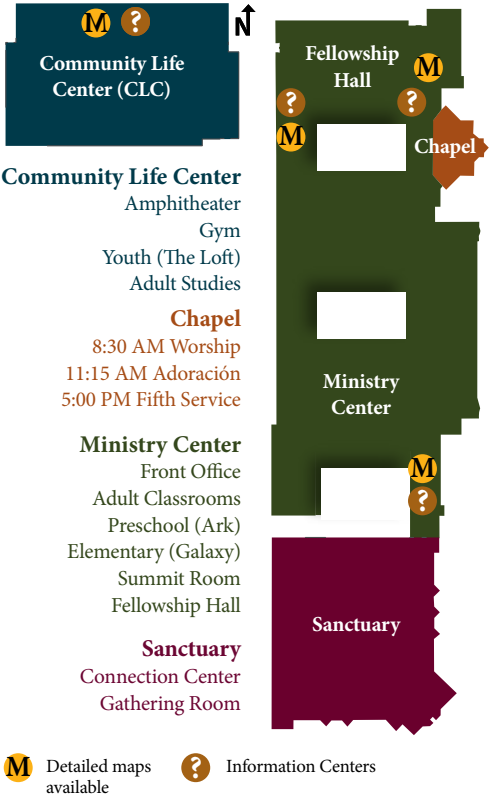 M ?
Community Life
Center (CLC)
N
Fellowship
Hall
M
?
?
M
Chapel
Community Life Center
Amphitheater
Gym
Youth (The Loft)
Adult Studies
Chapel
8:30 AM Worship
11:15 AM Adoración
5:00 PM Fifth Service
Ministry
Center
Ministry Center
Front Office
Adult Classrooms
Preschool (Ark)
Elementary (Galaxy)
Summit Room
Fellowship Hall
M
?
Sanctuary
Sanctuary
Connection Center
Gathering Room
M Detailed maps
available
? Information Centers